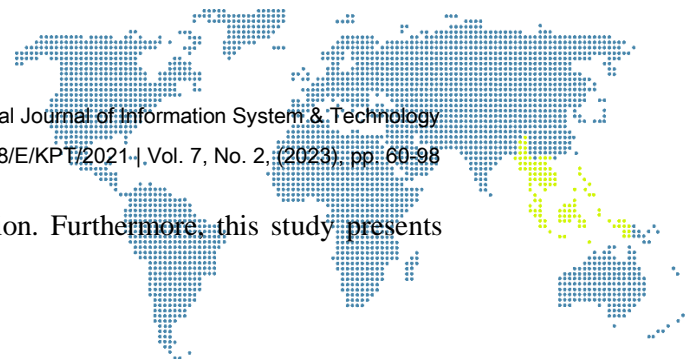 al Journal of Information System & Technology
8/E/KPT/2021 | Vol. 7, No. 2, (2023), pp. 60-98
ion. Furthermore, this study presents